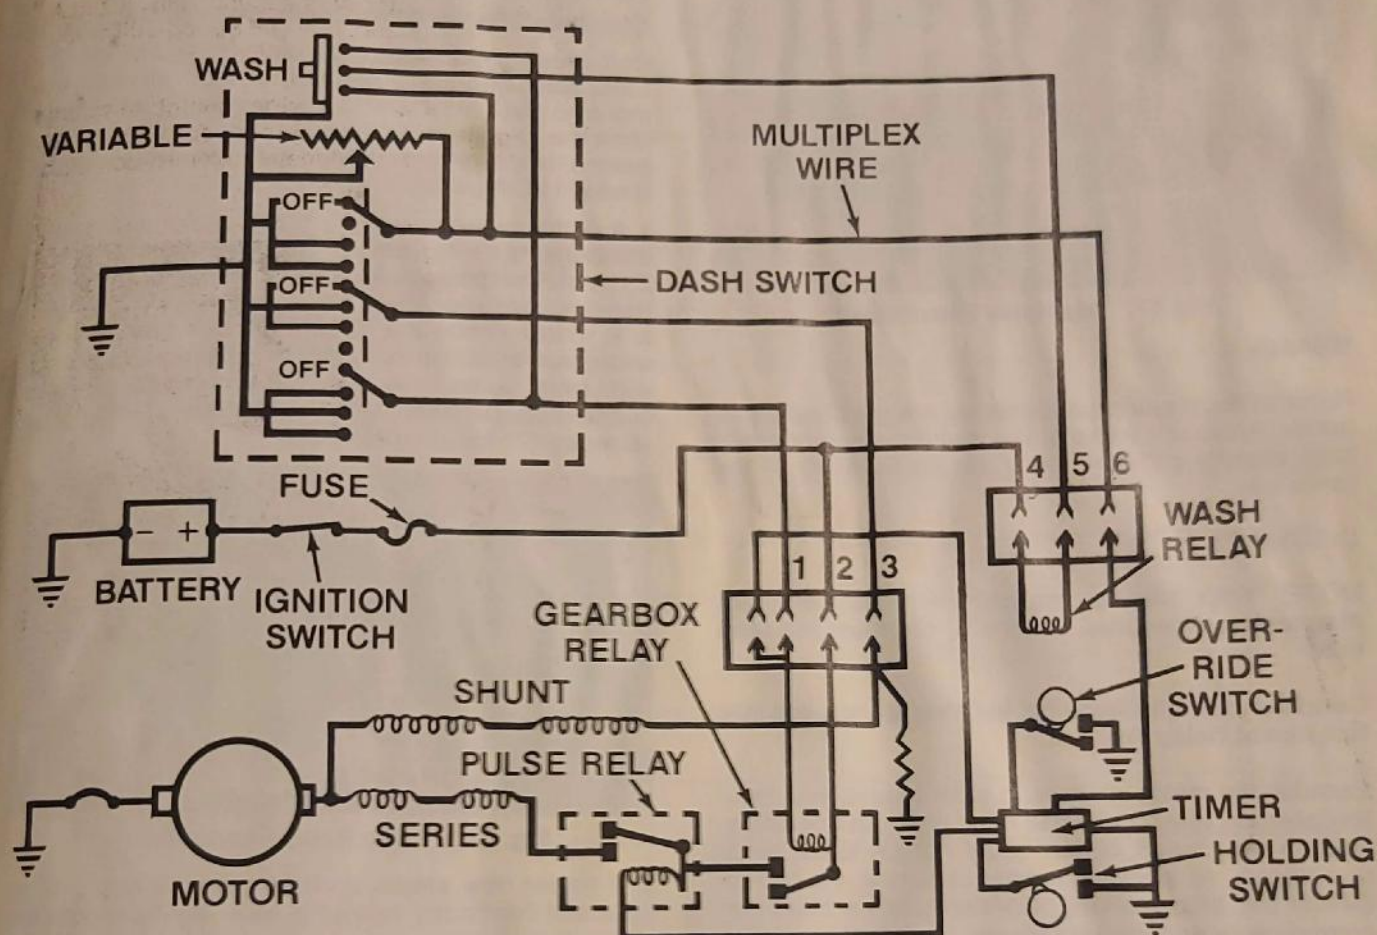 WASH
VARIABLE
MULTIPLEX
WIRE
OFF
DASH SWITCH
OFF
OFF
FUSE
4 5 6
- +
WASH
RELAY
BATTERY
IGNITION
SWITCH
1 2 3
GEARBOX
RELAY
OVER-
RIDE
SWITCH
SHUNT
PULSE RELAY
SERIES
TIMER
MOTOR
HOLDING
SWITCH